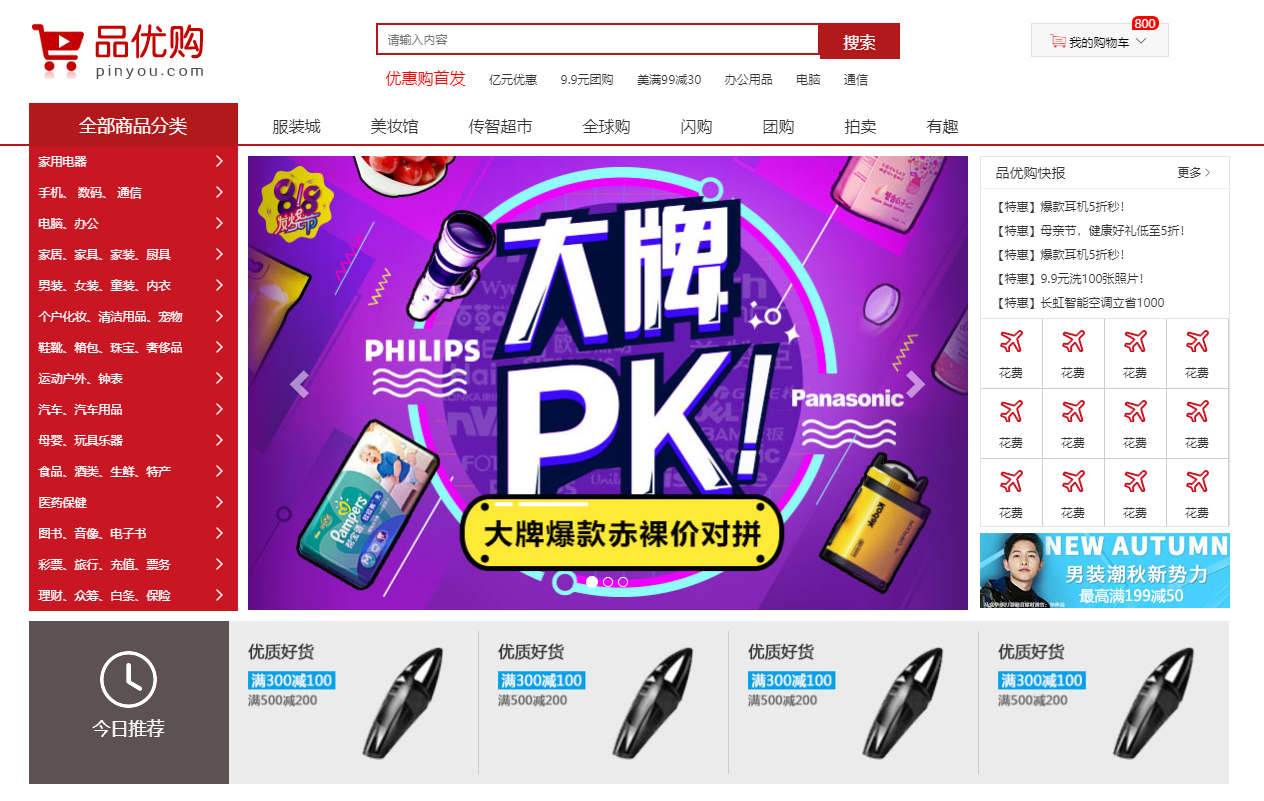 品优购
pinyou.com
请输入内容
搜索
800
我的购物车
优惠购首发 亿元优惠 9.9元团购 美满99减30 办公用品 电脑 通信
全部商品分类
服装城 美妆馆 传智超市 全球购 闪购 团购 拍卖 有趣
家用电器
手机、 数码、 通信
电脑、办公
家居、家具、家装、厨具
男装、女装、童装、内衣
个户化妆、清洁用品、宠物
鞋靴、箱包、珠宝、奢侈品
运动户外、钟表
汽车、汽车用品
母婴、玩具乐器
食品、酒类、生鲜、特产
医药保健
图书、音像、电子书
彩票、旅行、充值、票务
理财、众筹、白条、保险
818
大牌
PK!
PHILIPS
Panasonic
Pampers
Kodak
大牌爆款赤裸价对拼
品优购快报 更多
【特惠】爆款耳机5折秒!
【特惠】母亲节，健康好礼低至5折!
【特惠】爆款耳机5折秒!
【特惠】9.9元洗100张照片!
【特惠】长虹智能空调立省1000
花费 花费 花费 花费
花费 花费 花费 花费
花费 花费 花费 花费
NEW AUTUMN
男装潮秋新势力
最高满199减50
今日推荐
优质好货
满300减100
满500减200
优质好货
满300减100
满500减200
优质好货
满300减100
满500减200
优质好货
满300减100
满500减200